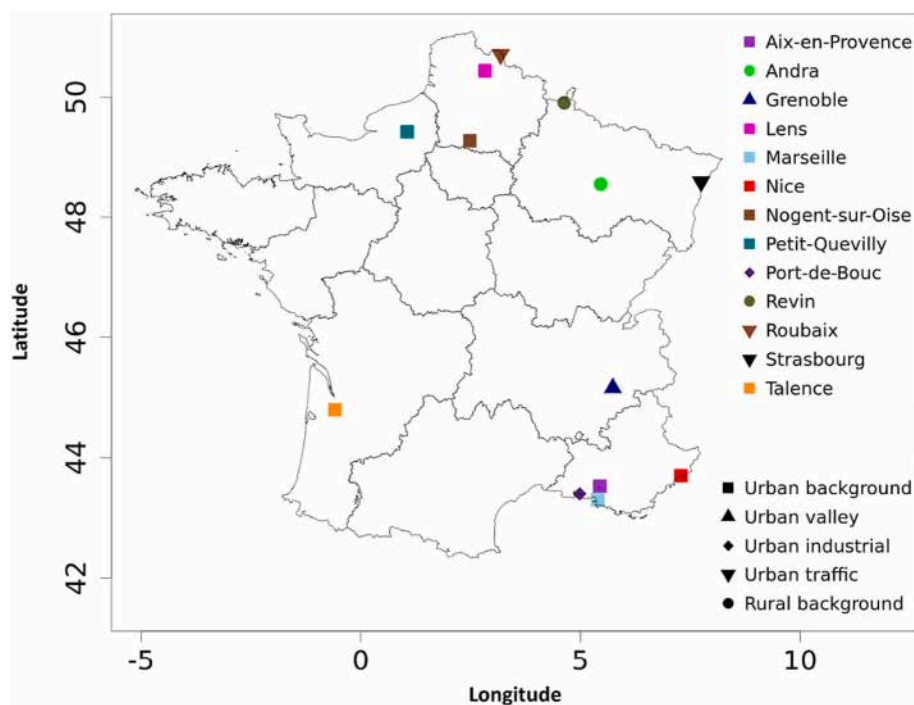 Aix-en-Provence
Andra
Grenoble
Lens
Marseille
Nice
Nogent-sur-Oise
Petit-Quevilly
Port-de-Bouc
Revin
Roubaix
Strasbourg
Talence
Urban background
Urban valley
Urban industrial
Urban traffic
Rural background
Latitude
50
48
46
44
42
-5 0 5 10
Longitude